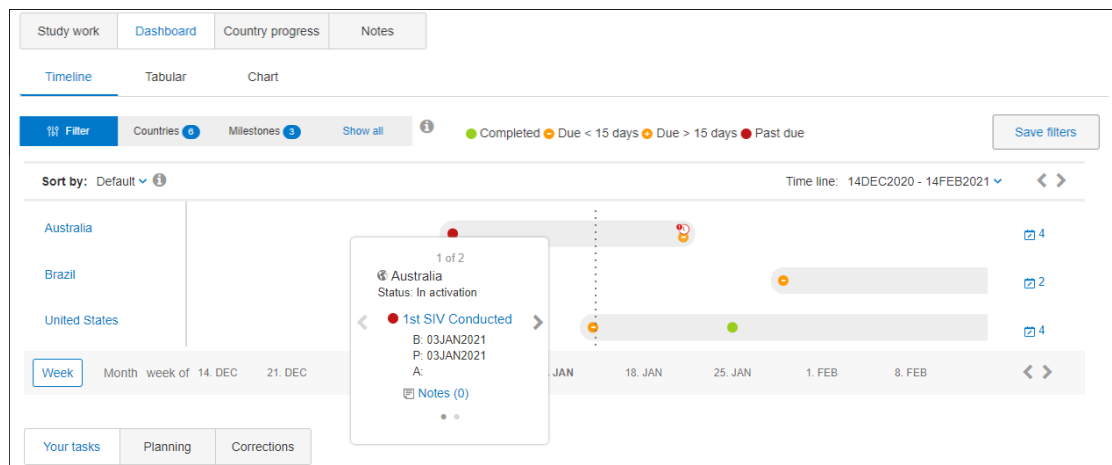 Study work Dashboard Country progress Notes
Timeline Tabular Chart
Filter Countries 6 Milestones 3 Show all Completed Due < 15 days Due > 15 days Past due Save filters
Sort by: Default Time line: 14DEC2020 - 14FEB2021
Australia 4
1 of 2
Australia
Status: In activation
1st SIV Conducted
B: 03JAN2021
P: 03JAN2021
A:
Notes (0)
Brazil 2
United States 4
Week Month week of 14. DEC 21. DEC . JAN 18. JAN 25. JAN 1. FEB 8. FEB
Your tasks Planning Corrections